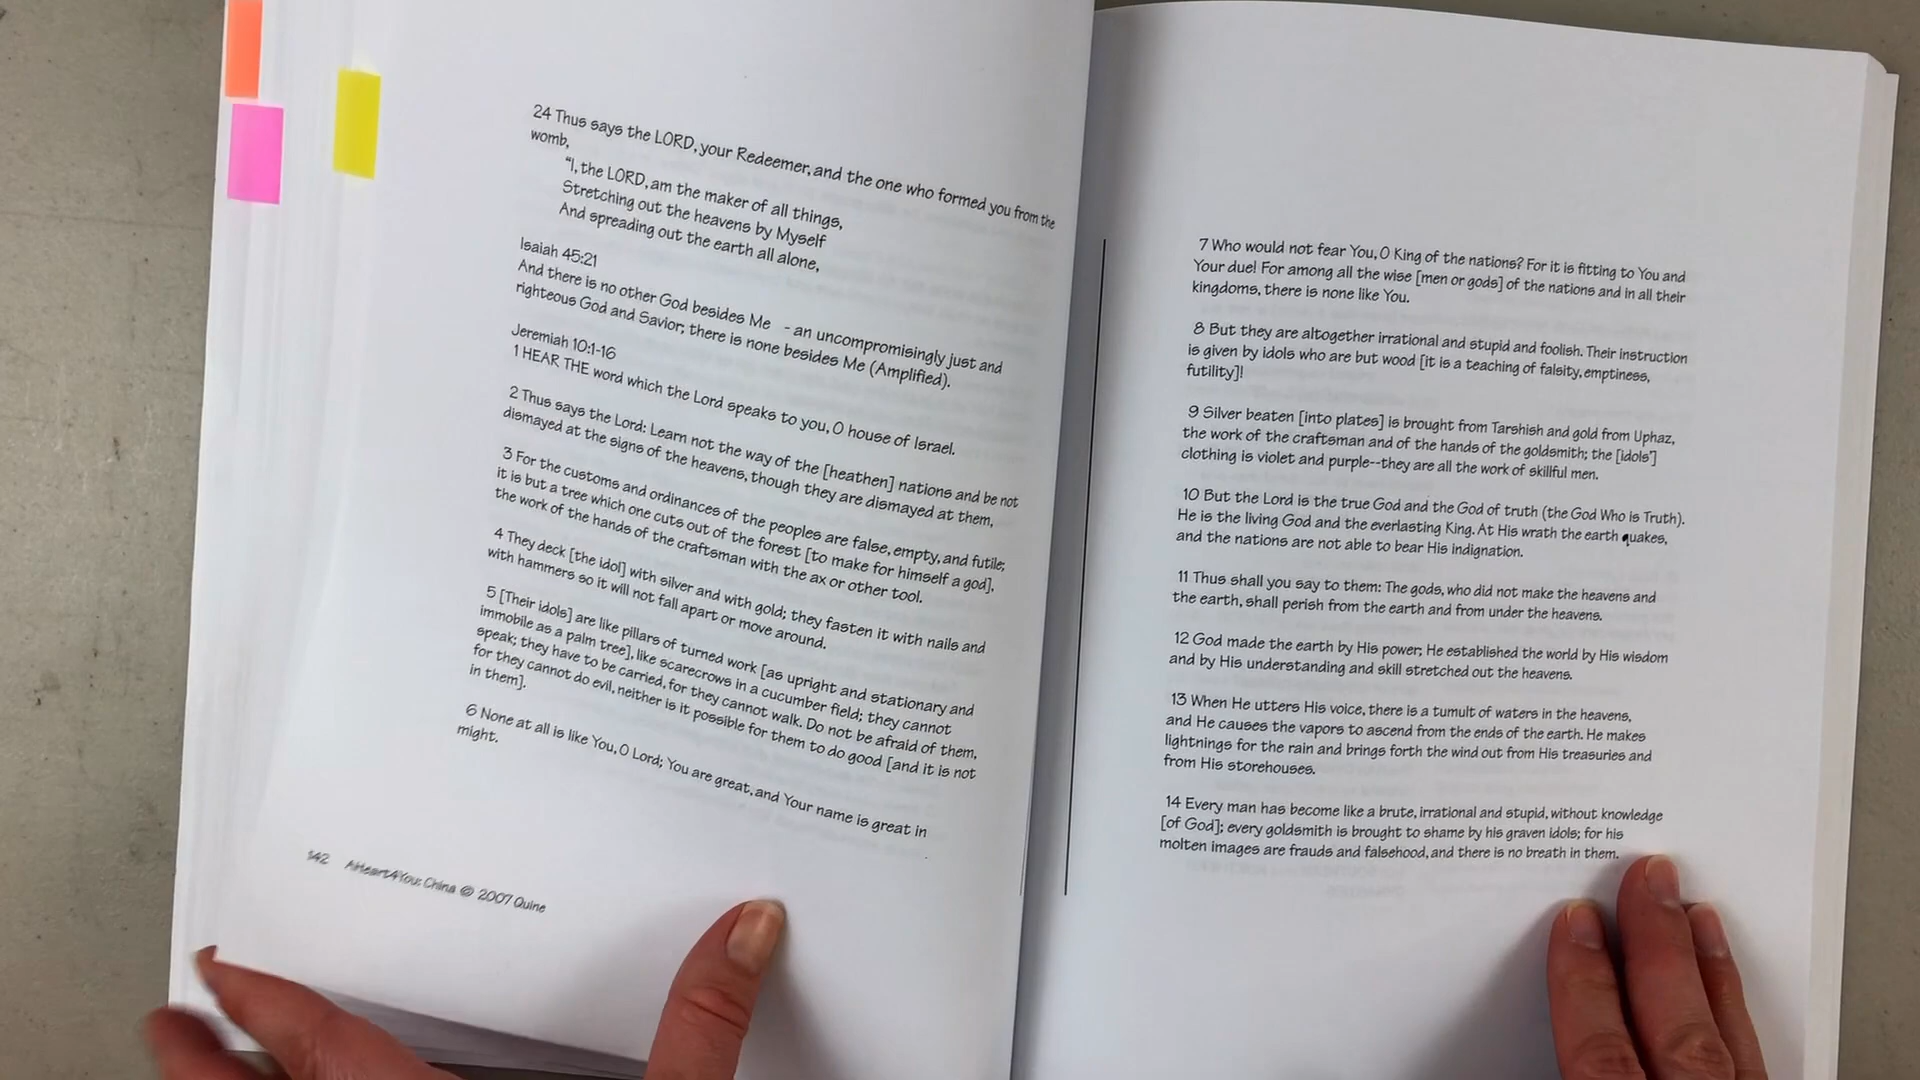 24 Thus says the LORD, your Redeemer, and the one who formed you from the
womb,
"I, the LORD, am the maker of all things,
Stretching out the heavens by Myself
And spreading out the earth all alone,
Isaiah 45:21
And there is no other God besides Me - an uncompromisingly just and
righteous God and Savior; there is none besides Me (Amplified).
Jeremiah 10:1-16
1 HEAR THE word which the Lord speaks to you, O house of Israel.
2 Thus says the Lord: Learn not the way of the [heathen] nations and be not
dismayed at the signs of the heavens, though they are dismayed at them,
3 For the customs and ordinances of the peoples are false, empty, and futile;
it is but a tree which one cuts out of the forest [to make for himself a god],
the work of the hands of the craftsman with the ax or other tool.
4 They deck [the idol] with silver and with gold; they fasten it with nails and
with hammers so it will not fall apart or move around.
5 [Their idols] are like pillars of turned work [as upright and stationary and
immobile as a palm tree], like scarecrows in a cucumber field; they cannot
speak; they have to be carried, for they cannot walk. Do not be afraid of them,
for they cannot do evil, neither is it possible for them to do good [and it is not
in them].
6 None at all is like You, O Lord; You are great, and Your name is great in
might.
142 AHeart4You: China © 2007 Quine
7 Who would not fear You, O King of the nations? For it is fitting to You and
Your due! For among all the wise [men or gods] of the nations and in all their
kingdoms, there is none like You.
8 But they are altogether irrational and stupid and foolish. Their instruction
is given by idols who are but wood [it is a teaching of falsity, emptiness,
futility]!
9 Silver beaten [into plates] is brought from Tarshish and gold from Uphaz,
the work of the craftsman and of the hands of the goldsmith; the [idols']
clothing is violet and purple--they are all the work of skillful men.
10 But the Lord is the true God and the God of truth (the God Who is Truth).
He is the living God and the everlasting King. At His wrath the earth quakes,
and the nations are not able to bear His indignation.
11 Thus shall you say to them: The gods, who did not make the heavens and
the earth, shall perish from the earth and from under the heavens.
12 God made the earth by His power; He established the world by His wisdom
and by His understanding and skill stretched out the heavens.
13 When He utters His voice, there is a tumult of waters in the heavens,
and He causes the vapors to ascend from the ends of the earth. He makes
lightnings for the rain and brings forth the wind out from His treasuries and
from His storehouses.
14 Every man has become like a brute, irrational and stupid, without knowledge
[of God]; every goldsmith is brought to shame by his graven idols; for his
molten images are frauds and falsehood, and there is no breath in them.